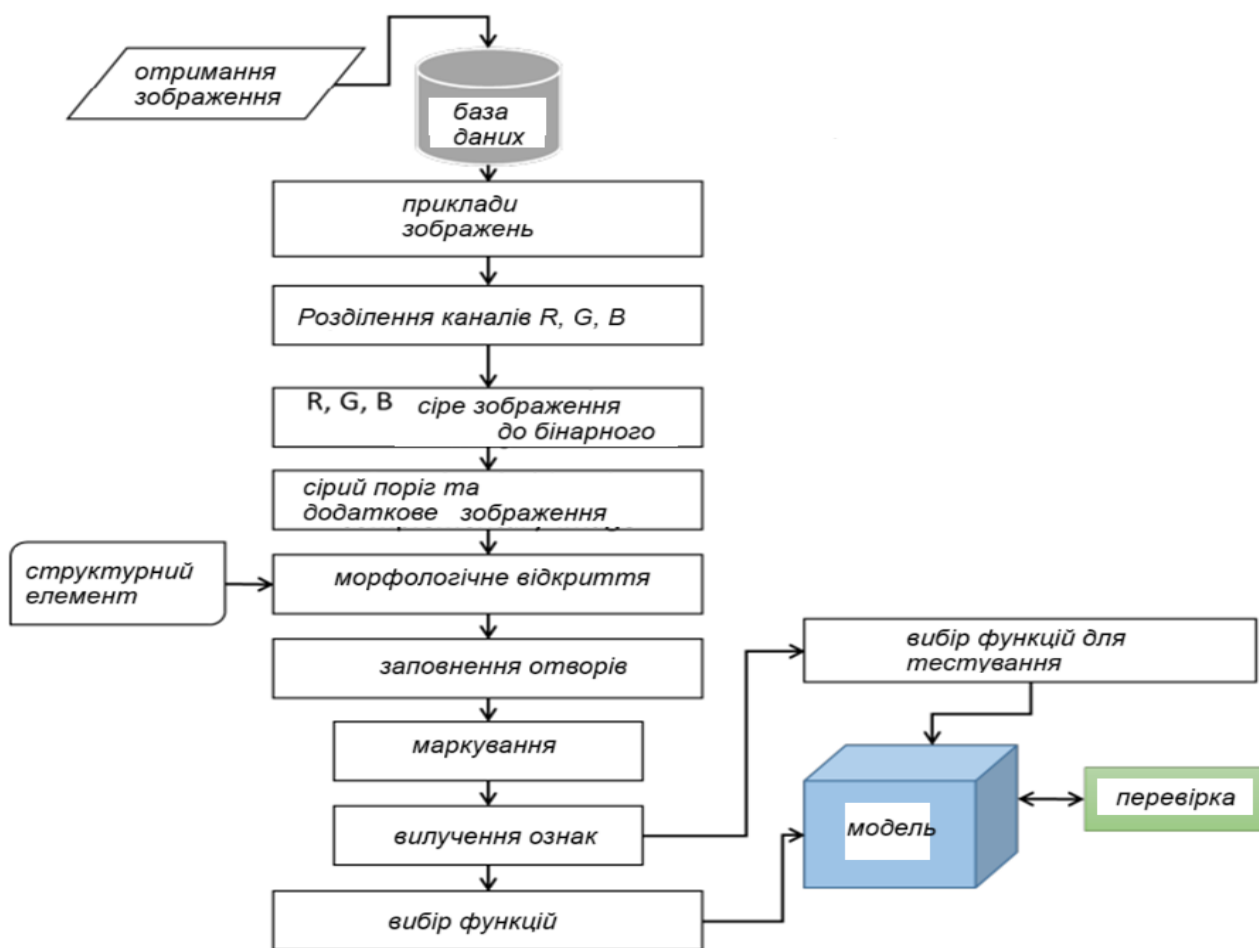 отримання
зображення
база
даних
приклади
зображень
Розділення каналів R, G, B
R, G, B сіре зображення
до бінарного
сірий поріг та
додаткове зображення
структурний
елемент
морфологічне відкриття
заповнення отворів
вибір функцій для
тестування
маркування
вилучення ознак
модель
перевірка
вибір функцій